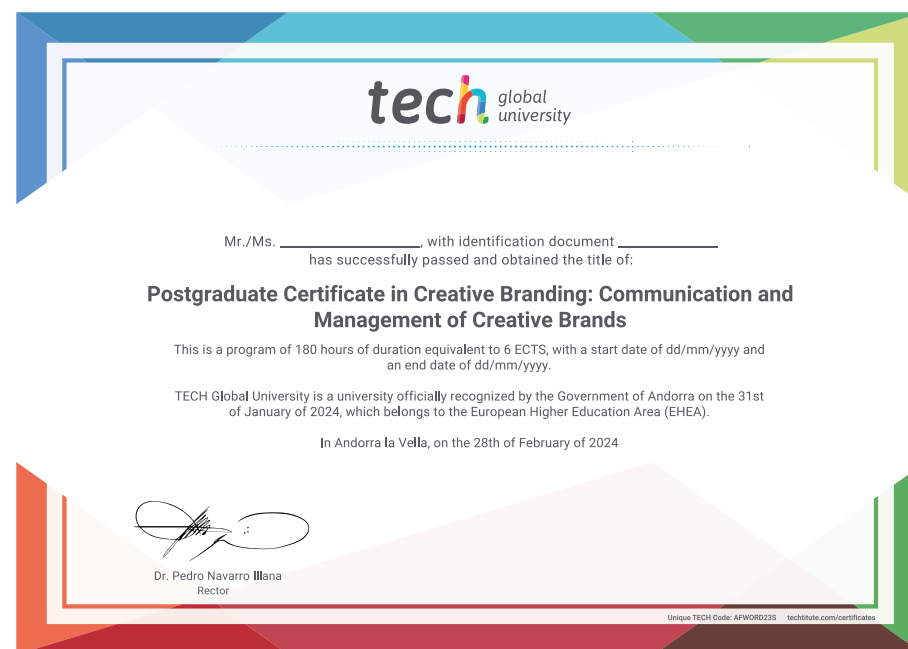 tech global
university
Mr./Ms. ____________, with identification document ____________
has successfully passed and obtained the title of:
Postgraduate Certificate in Creative Branding: Communication and
Management of Creative Brands
This is a program of 180 hours of duration equivalent to 6 ECTS, with a start date of dd/mm/yyyy and
an end date of dd/mm/yyyy.
TECH Global University is a university officially recognized by the Government of Andorra on the 31st
of January of 2024, which belongs to the European Higher Education Area (EHEA).
In Andorra la Vella, on the 28th of February of 2024
Dr. Pedro Navarro Illana
Rector
Unique TECH Code: AFWORD23S techtitute.com/certificates